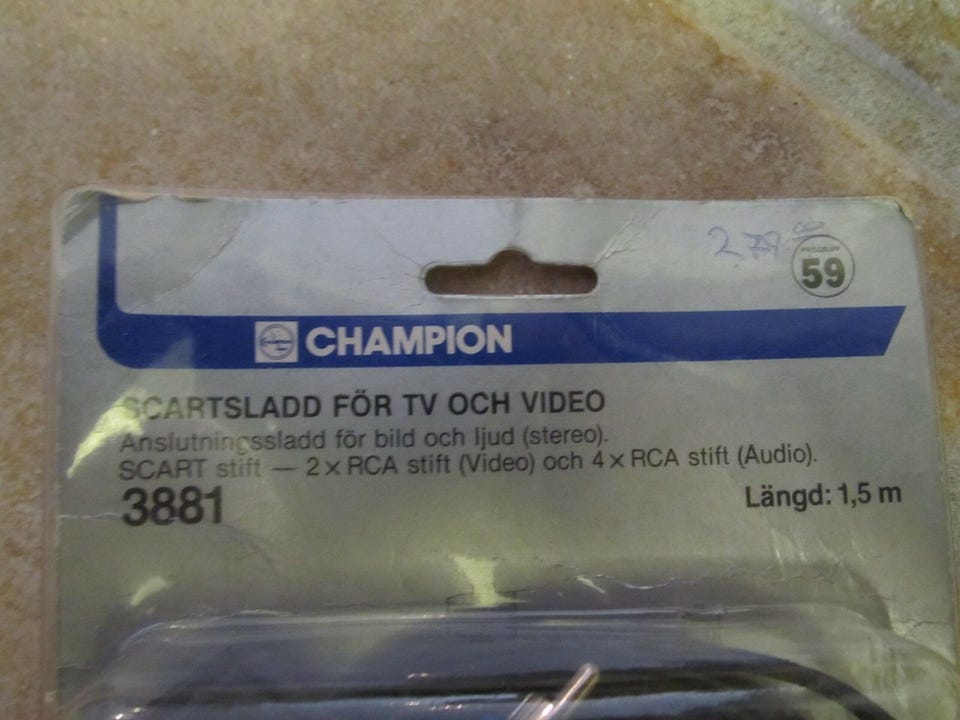 PRISGRUPP
59
CHAMPION
SCARTSLADD FÖR TV OCH VIDEO
Anslutningssladd för bild och ljud (stereo).
SCART stift — 2 x RCA stift (Video) och 4 x RCA stift (Audio).
3881
Längd: 1,5 m